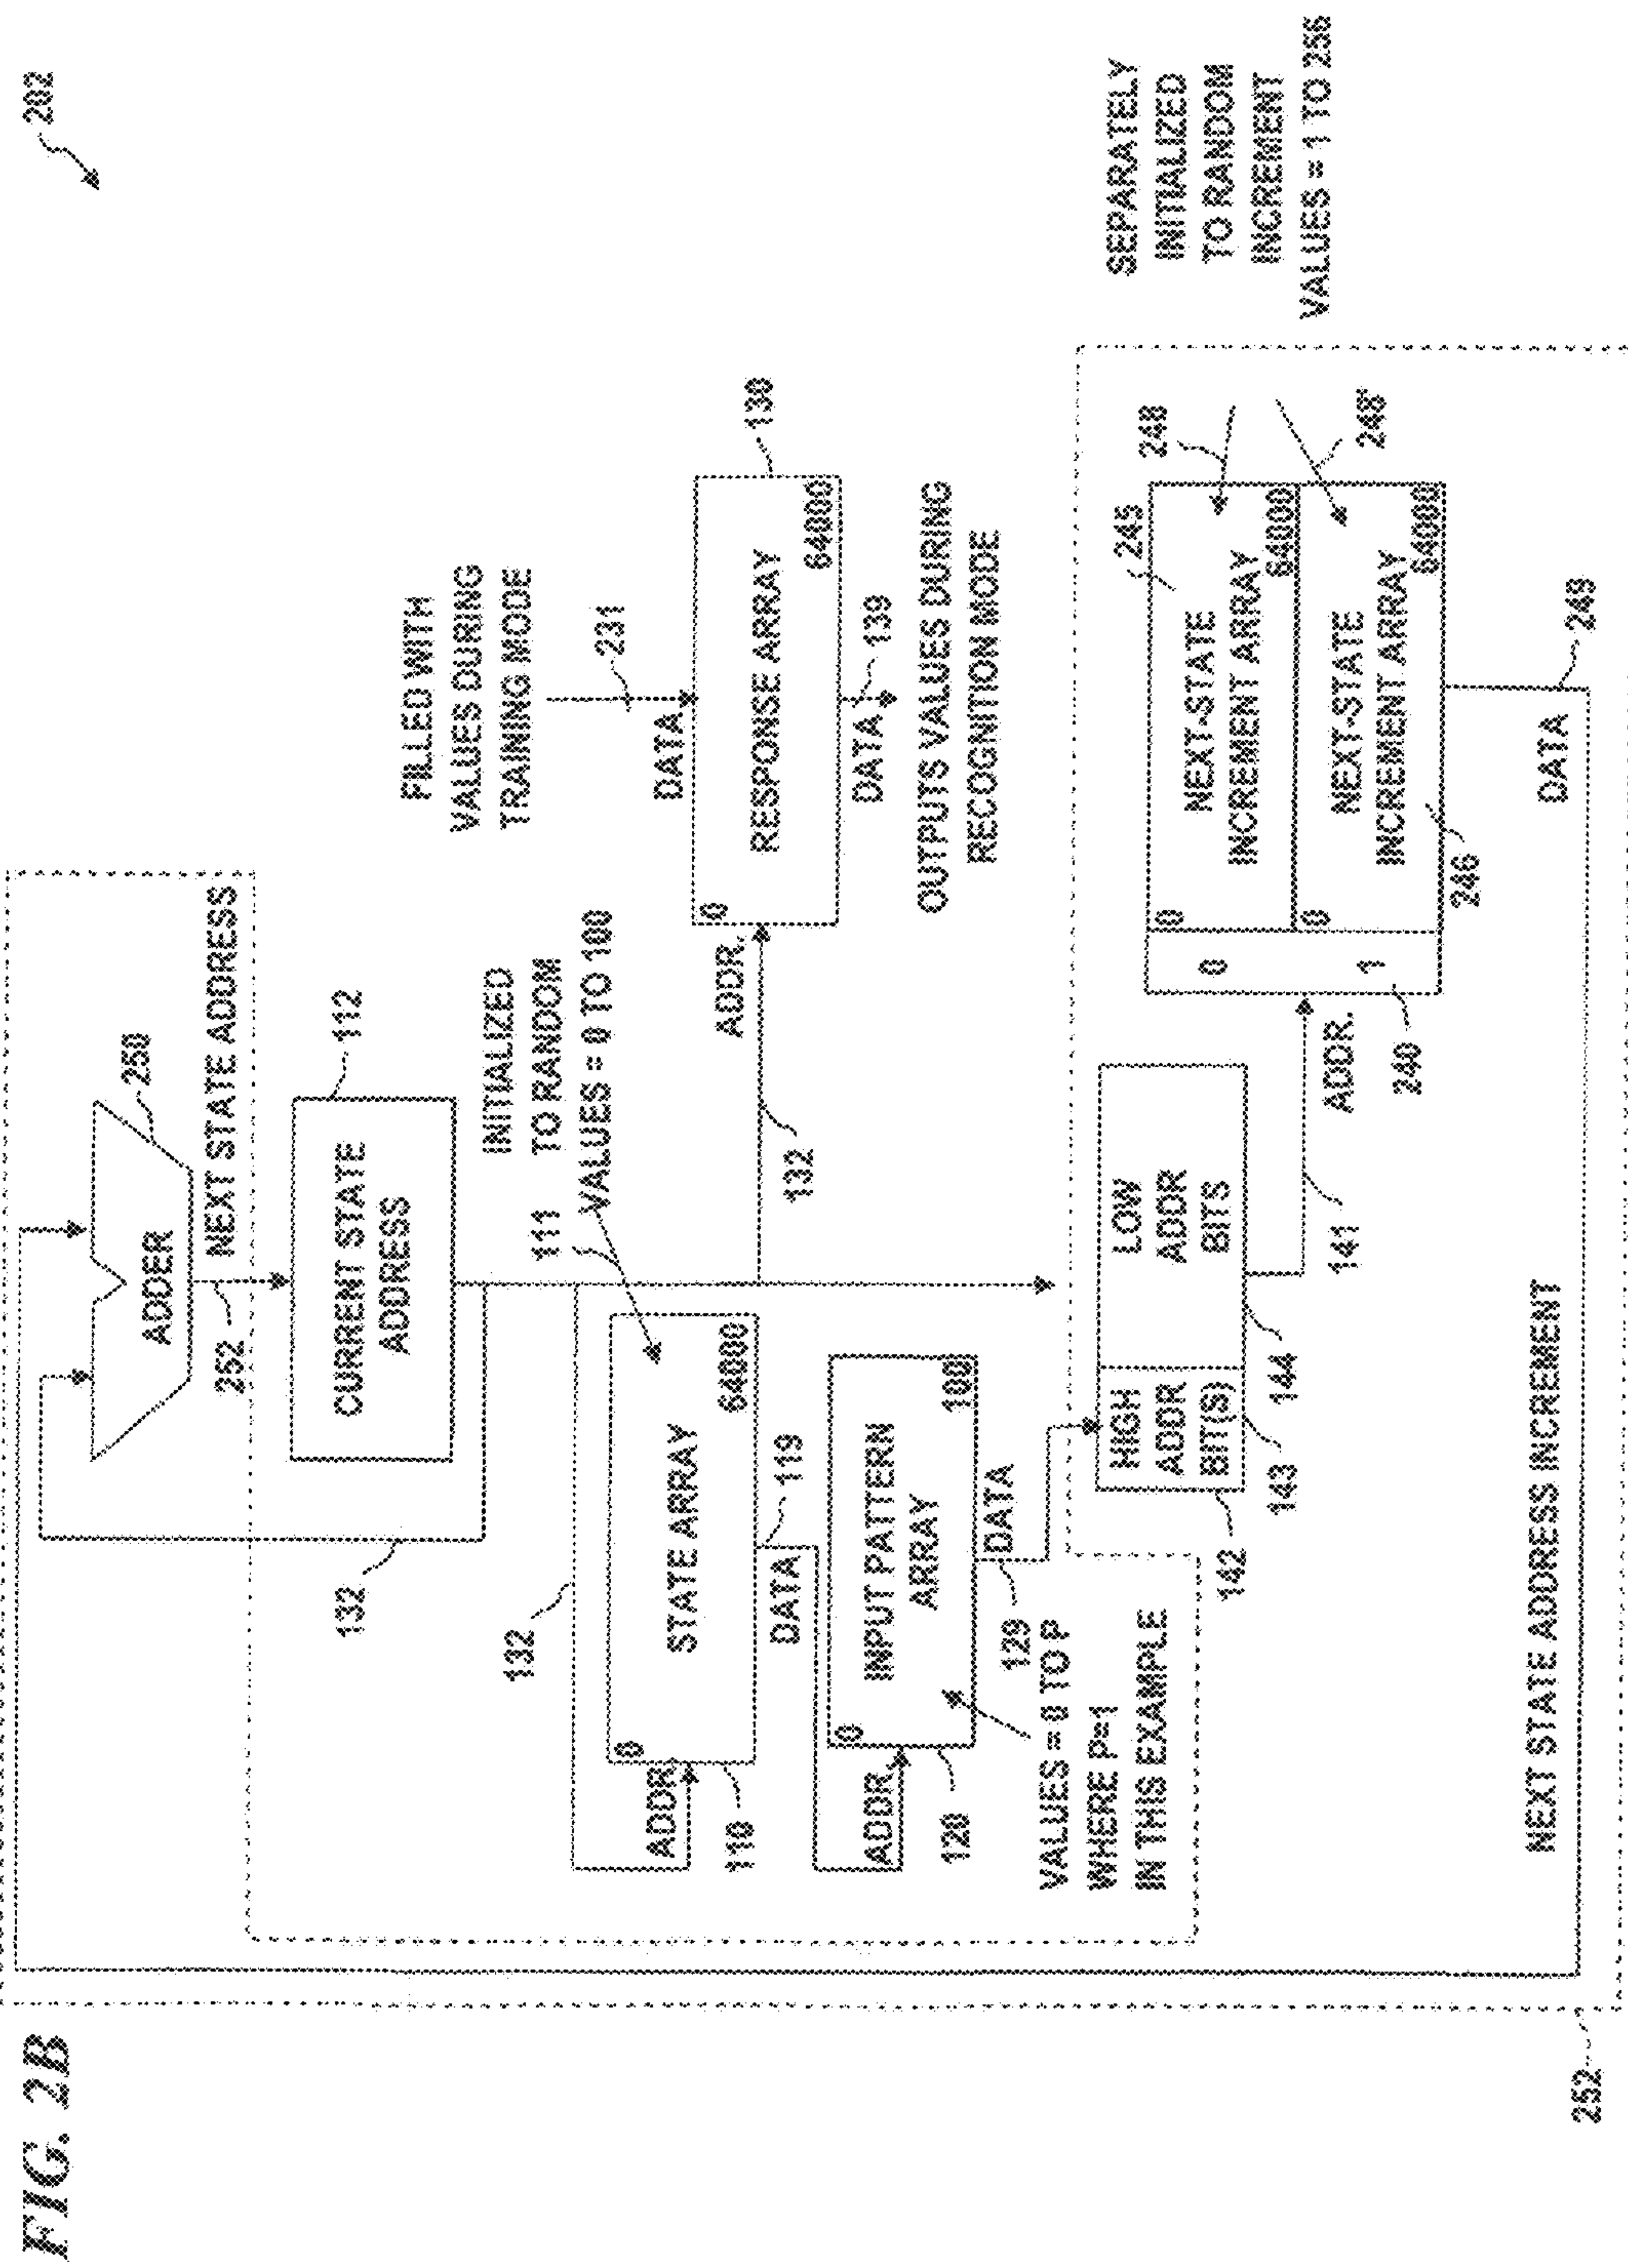 FIG. 2B
202
ADDER
250
NEXT STATE ADDRESS
252
CURRENT STATE
ADDRESS
112
132
132
111
INITIALIZED
TO RANDOM
VALUES = 0 TO 100
FILLED WITH
VALUES DURING
TRAINING MODE
231
DATA
0
STATE ARRAY
64000
ADDR.
110
DATA
119
ADDR.
132
0
RESPONSE ARRAY
64000
130
DATA
139
OUTPUTS VALUES DURING
RECOGNITION MODE
0
INPUT PATTERN
ARRAY
100
ADDR.
120
DATA
129
VALUES = 0 TO P
WHERE P=1
IN THIS EXAMPLE
HIGH
ADDR
BIT(S)
LOW
ADDR
BITS
142
143
144
141
ADDR.
240
0
1
0
NEXT-STATE
INCREMENT ARRAY
64000
245
248
0
NEXT-STATE
INCREMENT ARRAY
64000
246
248'
SEPARATELY
INITIALIZED
TO RANDOM
INCREMENT
VALUES = 1 TO 256
DATA
249
NEXT STATE ADDRESS INCREMENT
252